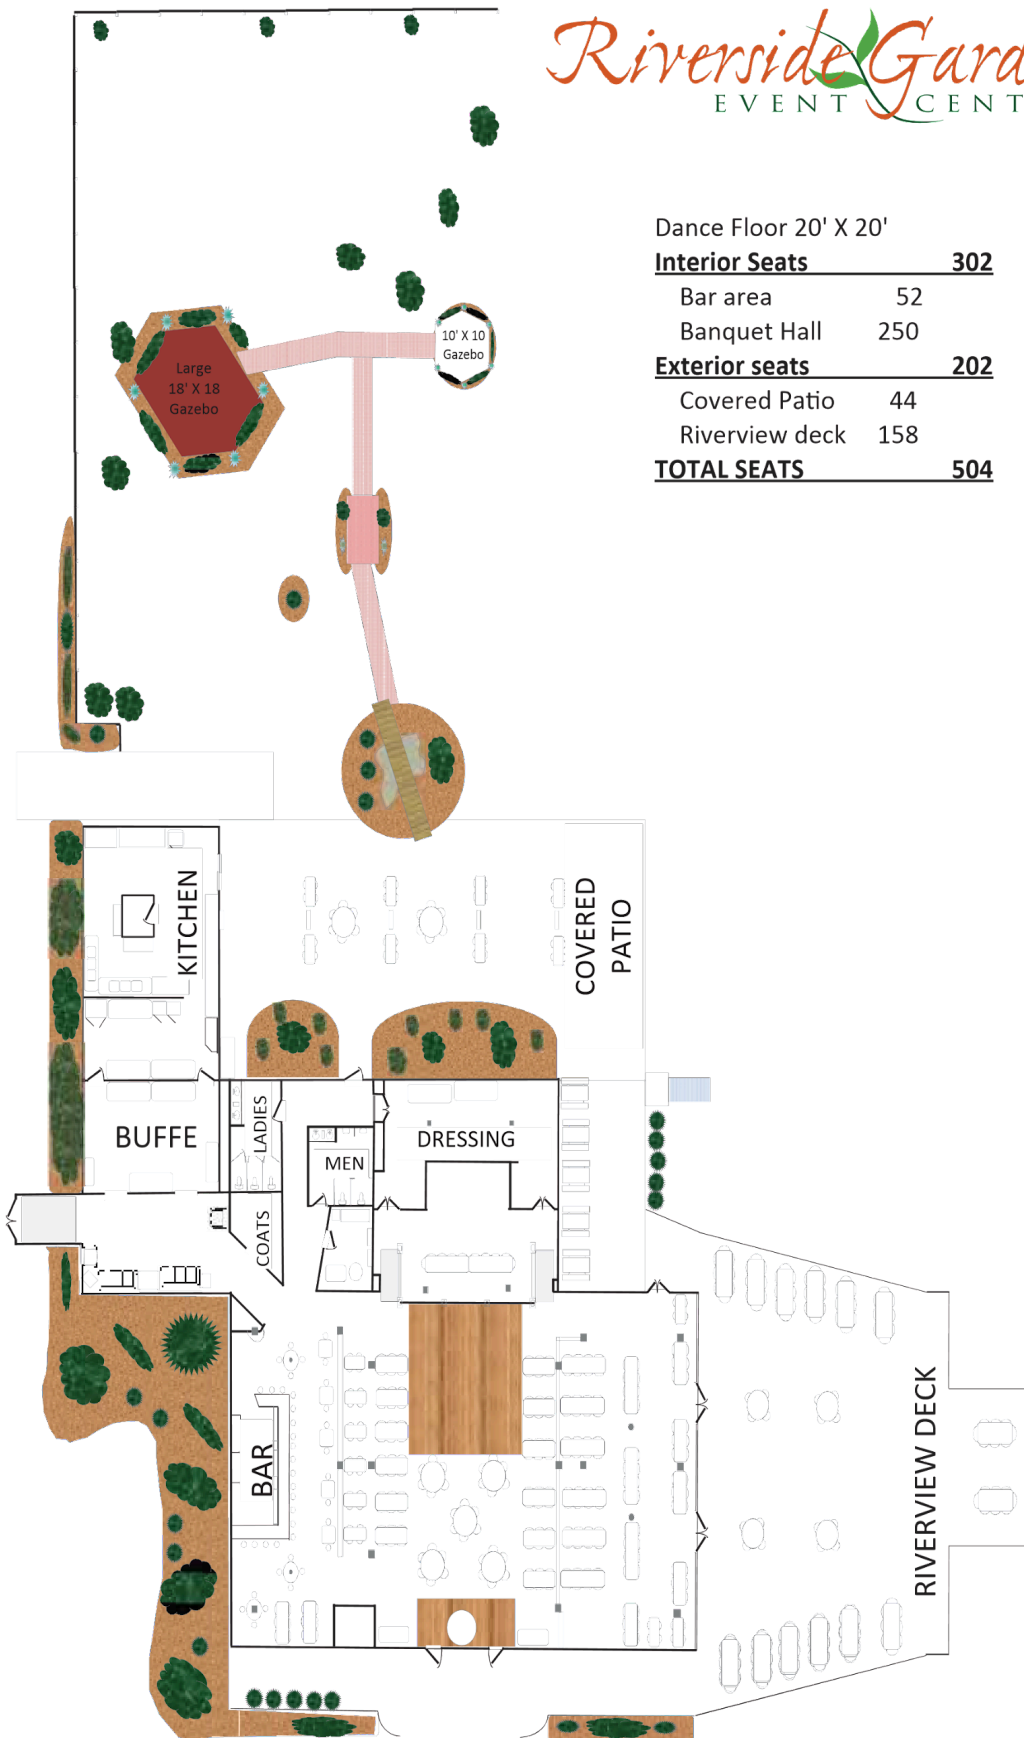 Riverside Gard
EVENT CENT
Dance Floor 20' X 20'
Interior Seats 302
Bar area 52
Banquet Hall 250
Exterior seats 202
Covered Patio 44
Riverview deck 158
TOTAL SEATS 504
10' X 10
Gazebo
Large
18' X 18
Gazebo
KITCHEN
COVERED
PATIO
BUFFE
LADIES
MEN
DRESSING
COATS
BAR
RIVERVIEW DECK